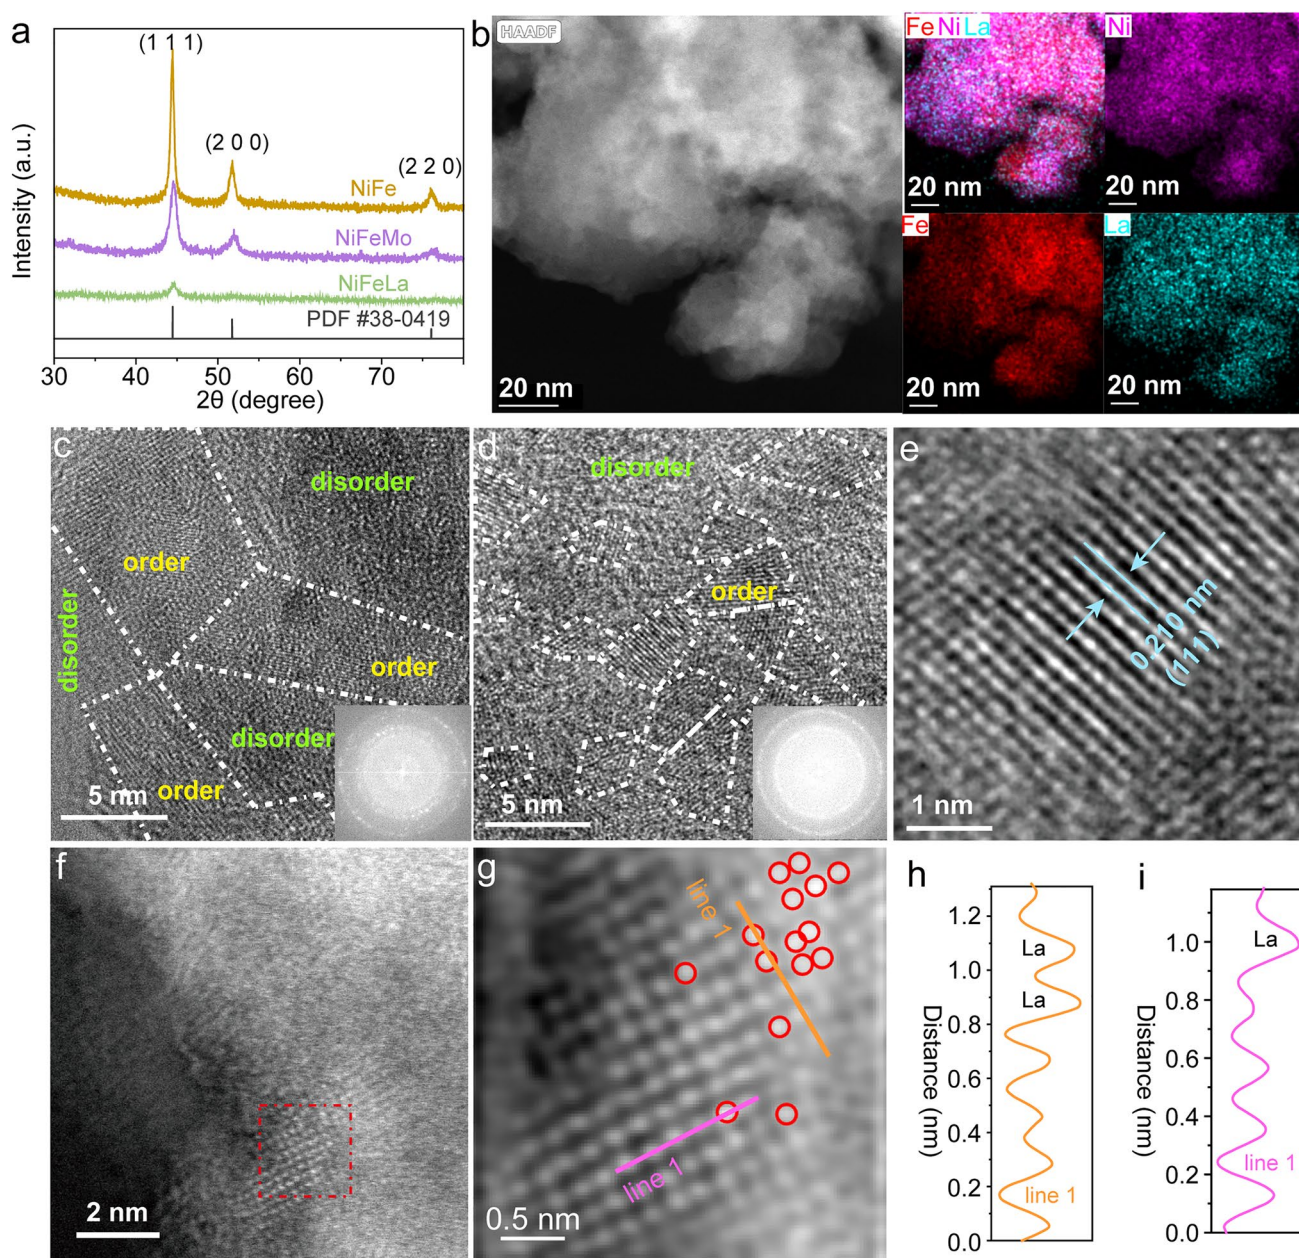 a
(1 1 1)
(2 0 0)
(2 2 0)
NiFe
NiFeMo
NiFeLa
PDF #38-0419
Intensity (a.u.)
30 40 50 60 70
2θ (degree)
b
HAADF
20 nm
Fe Ni La
20 nm
Ni
20 nm
Fe
20 nm
La
20 nm
c
disorder
order
disorder
order
disorder
order
5 nm
d
disorder
order
5 nm
e
0.210 nm
(111)
1 nm
f
2 nm
g
line 1
line 1
0.5 nm
h
Distance (nm)
1.2
1.0
0.8
0.6
0.4
0.2
0.0
La
La
line 1
i
Distance (nm)
1.0
0.8
0.6
0.4
0.2
0.0
La
line 1